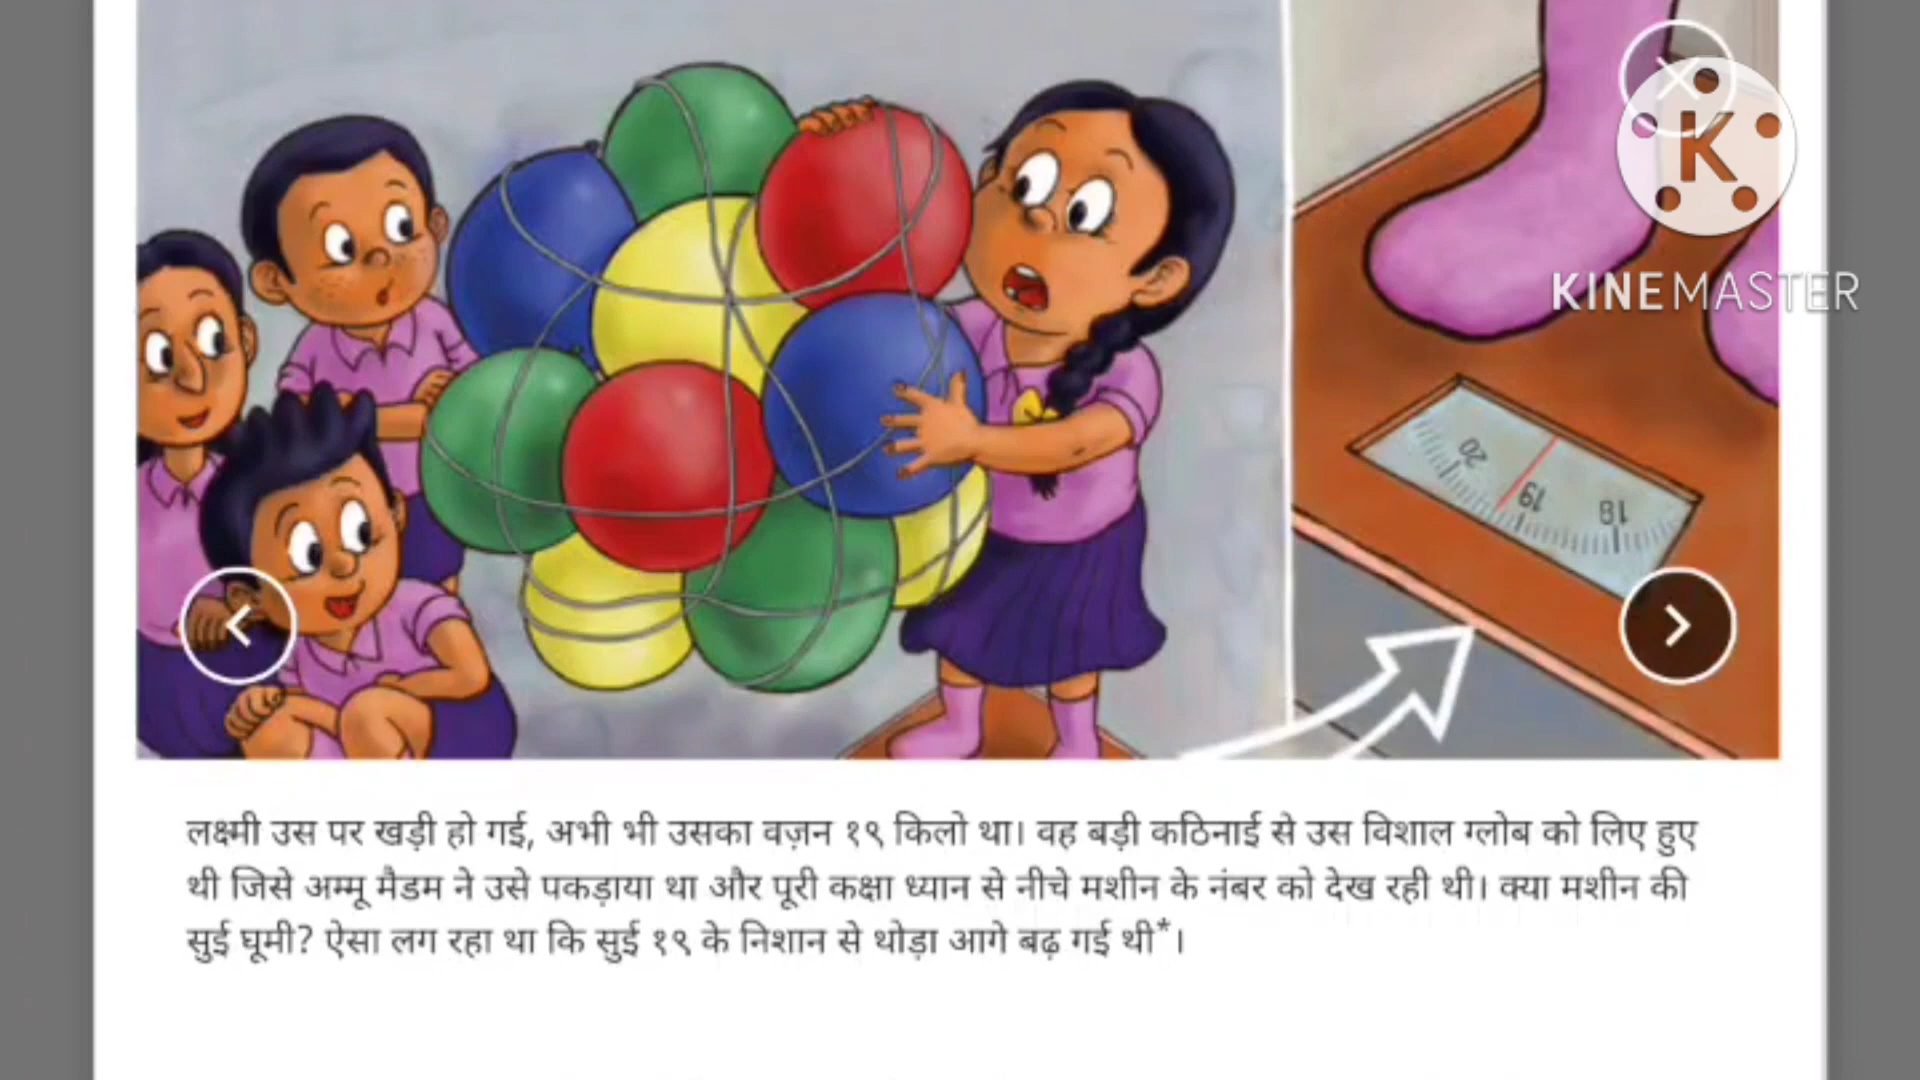 K
KINEMASTER
20
19
18
लक्ष्मी उस पर खड़ी हो गई, अभी भी उसका वज़न १९ किलो था। वह बड़ी कठिनाई से उस विशाल ग्लोब को लिए हुए
थी जिसे अम्मू मैडम ने उसे पकड़ाया था और पूरी कक्षा ध्यान से नीचे मशीन के नंबर को देख रही थी। क्या मशीन की
सुई घूमी? ऐसा लग रहा था कि सुई १९ के निशान से थोड़ा आगे बढ़ गई थी*।